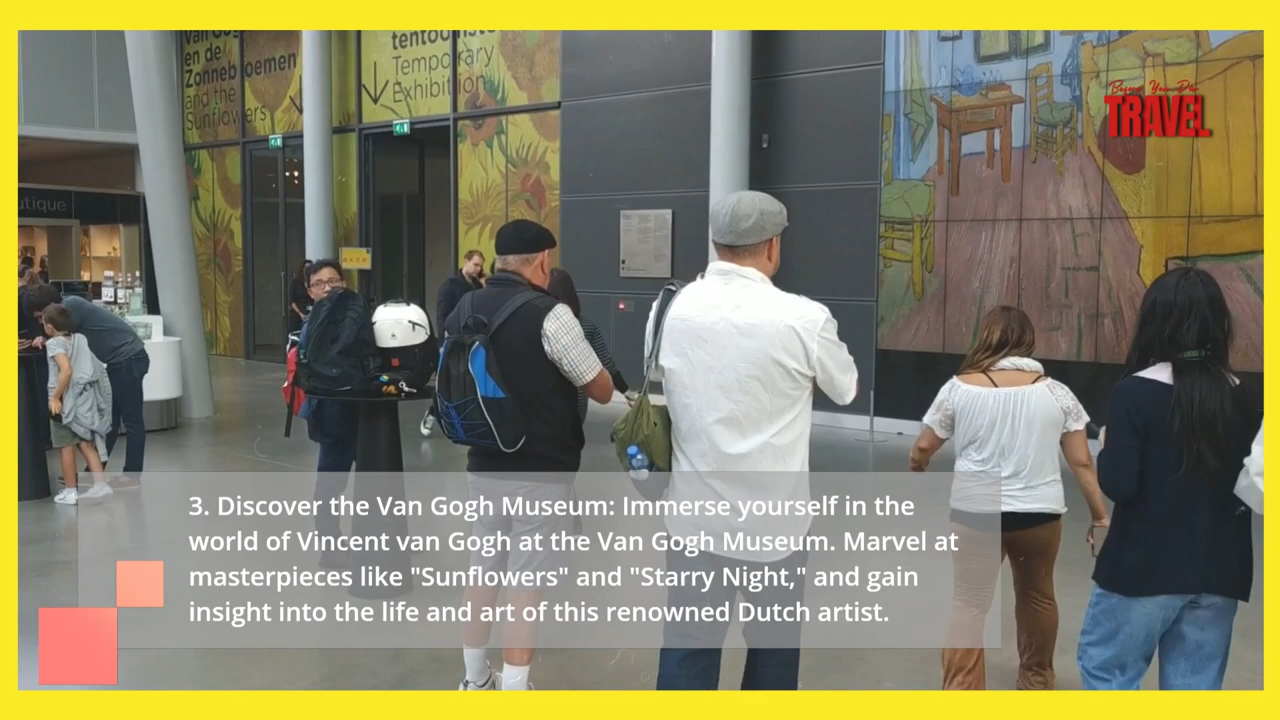 Van Gogh
en de
Zonnebloemen
and the
Sunflowers
Temporary
Exhibition
utique
TRAVEL
3. Discover the Van Gogh Museum: Immerse yourself in the
world of Vincent van Gogh at the Van Gogh Museum. Marvel at
masterpieces like "Sunflowers" and "Starry Night," and gain
insight into the life and art of this renowned Dutch artist.